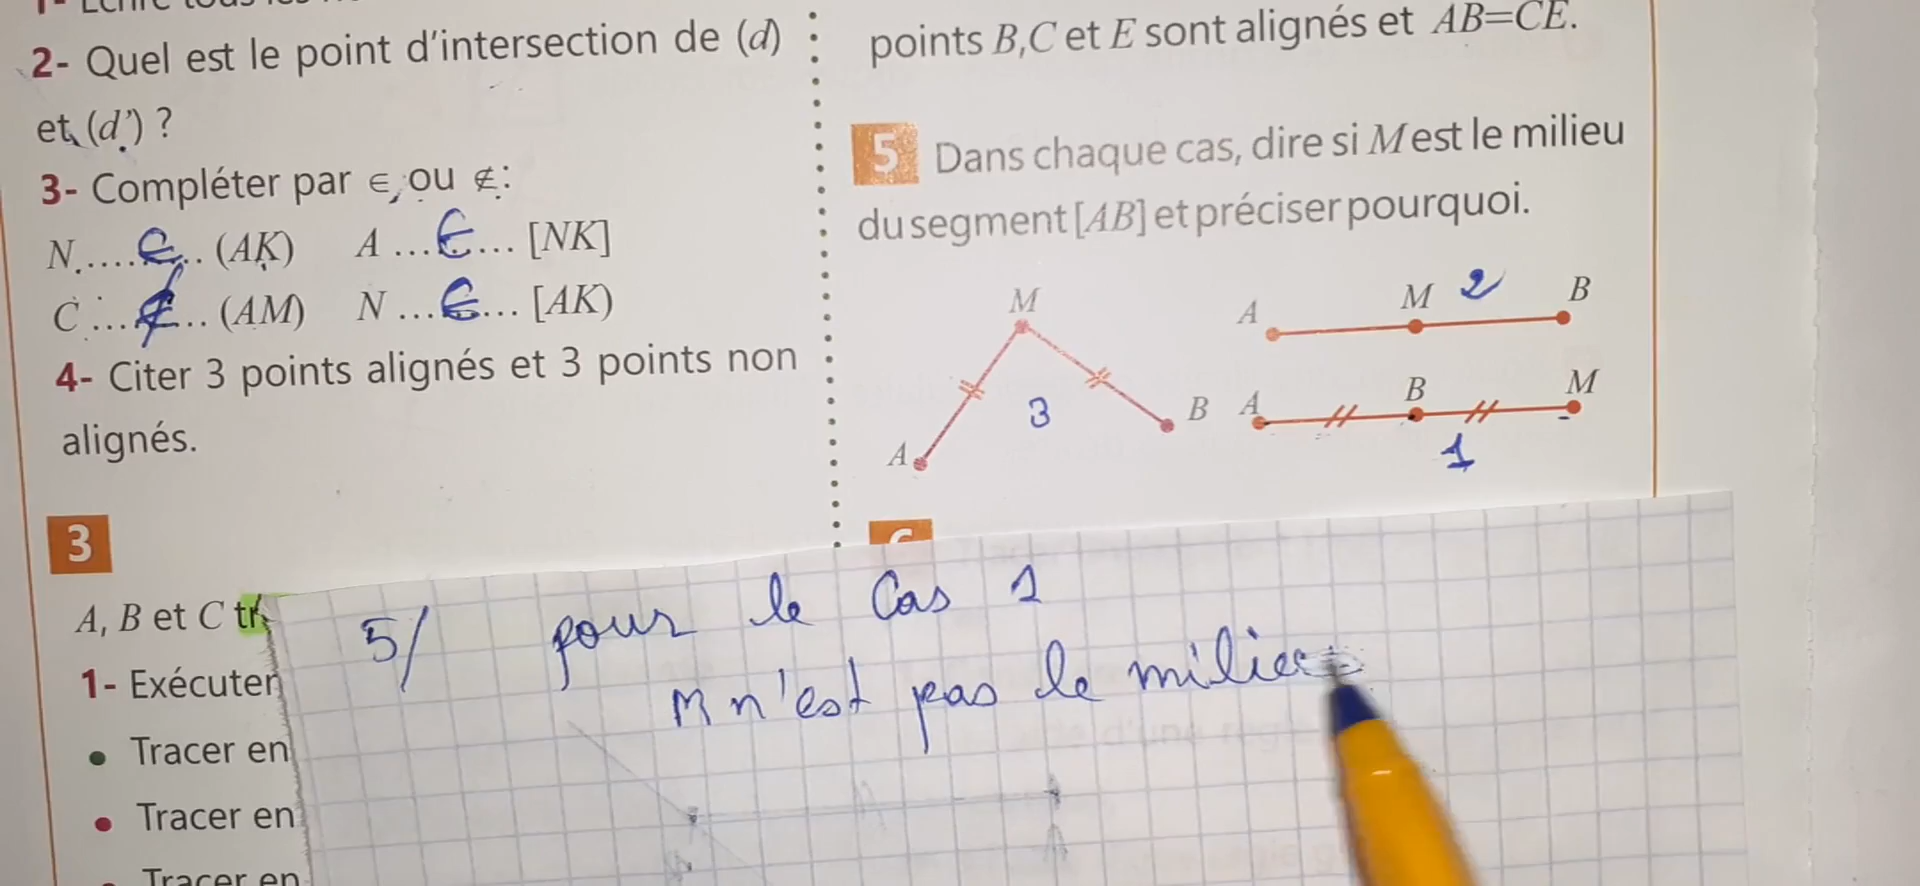 2- Quel est le point d'intersection de (d)
et (d') ?
3- Compléter par ∈ ou ∉:
N.....∈.. (AK) A ...∈... [NK]
C ...∉... (AM) N ...∈... [AK)
4- Citer 3 points alignés et 3 points non
alignés.
3
A, B et C tr
1- Exécuter
• Tracer en
• Tracer en
Tracer en
points B,C et E sont alignés et AB=CE.
5 Dans chaque cas, dire si M est le milieu
du segment [AB] et préciser pourquoi.
M
A
B
3
A M 2 B
A B M
1
5/ pour le Cas 1
M n'est pas le milieu